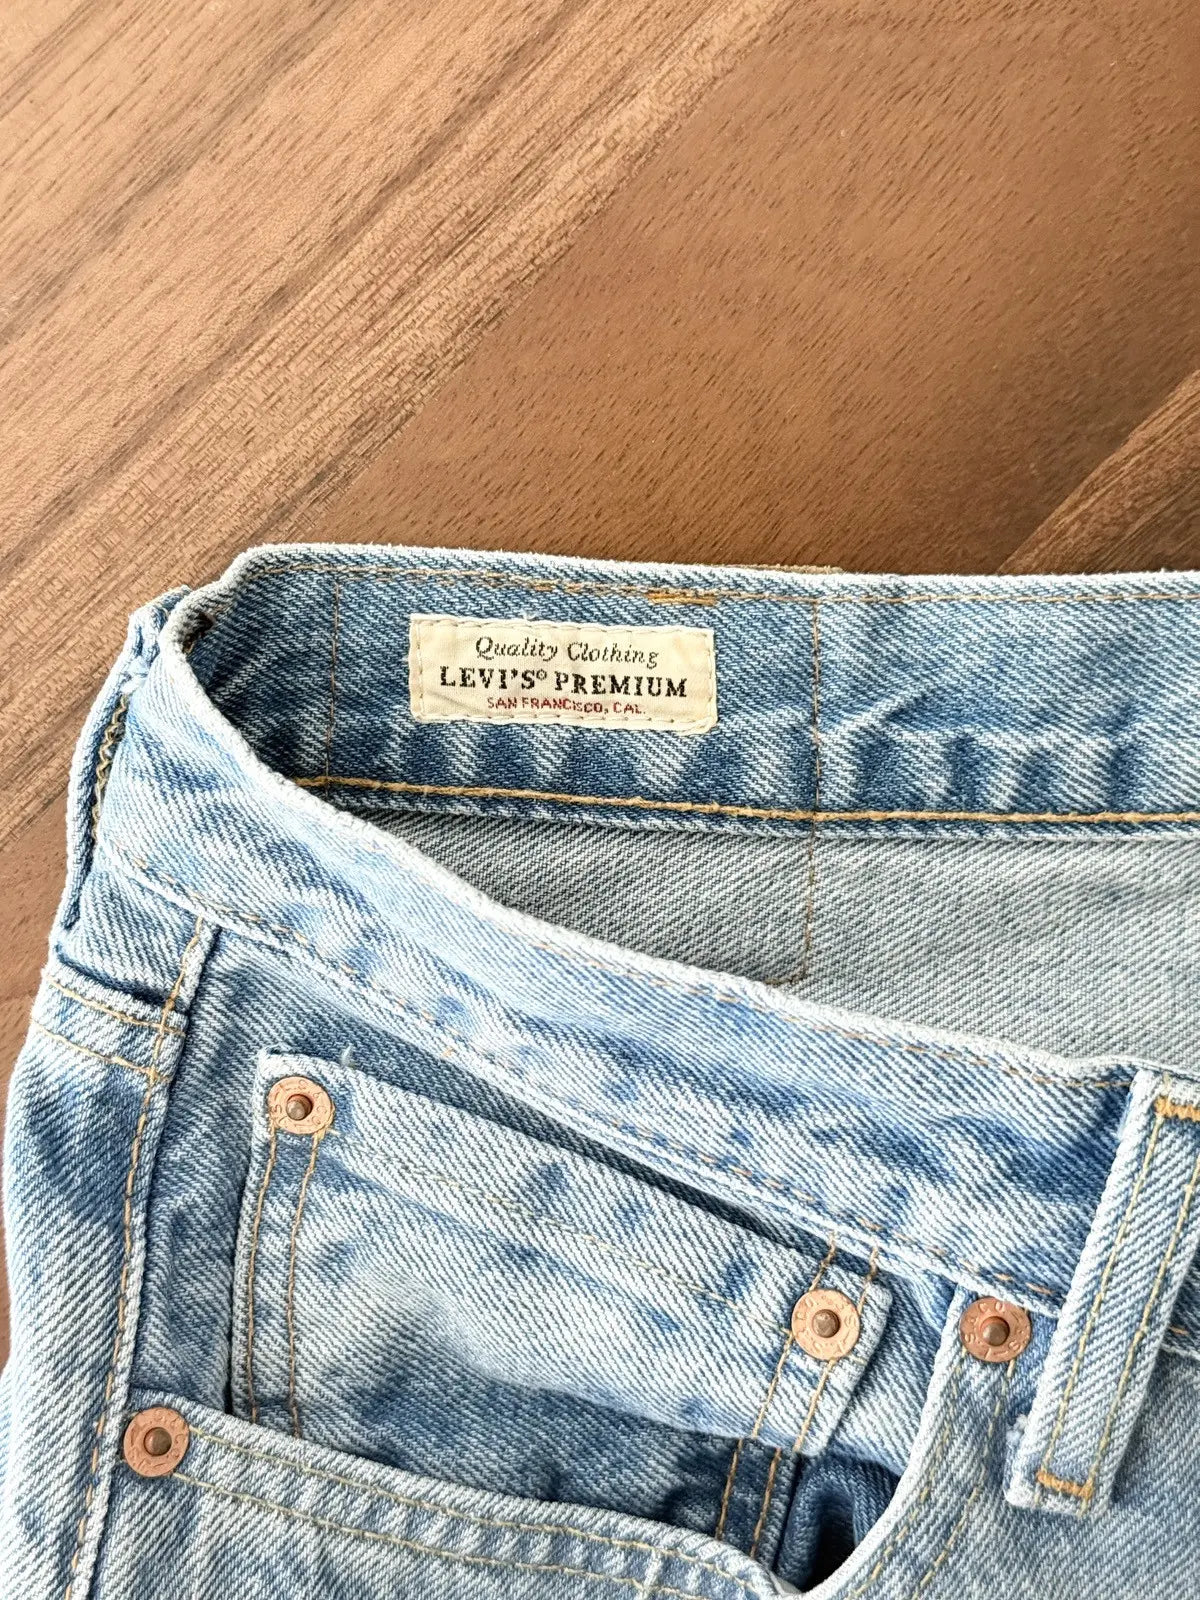 Quality Clothing
LEVI'S® PREMIUM
SAN FRANCISCO, CAL.